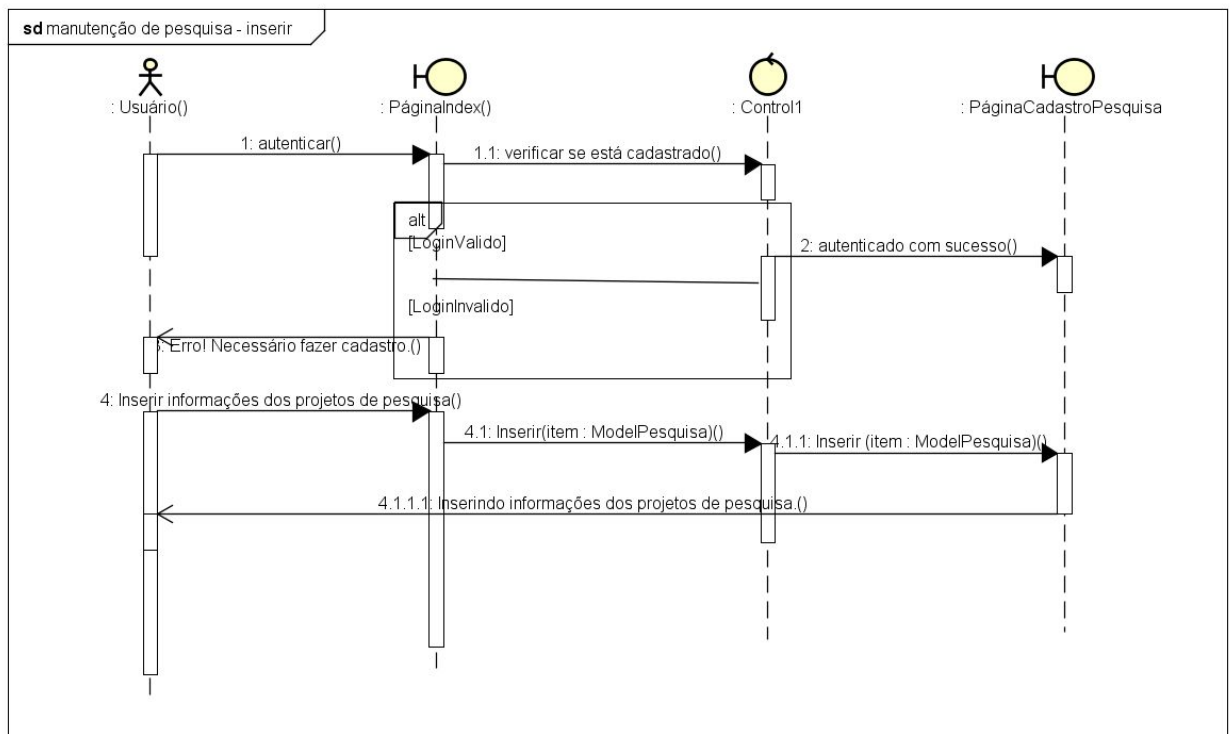 sd manutenção de pesquisa - inserir
: Usuário()
: PáginaIndex()
: Control1
: PáginaCadastroPesquisa
1: autenticar()
1.1: verificar se está cadastrado()
alt
[LoginValido]
2: autenticado com sucesso()
[LoginInvalido]
: Erro! Necessário fazer cadastro.()
4: Inserir informações dos projetos de pesquisa()
4.1: Inserir(item : ModelPesquisa)()
4.1.1: Inserir (item : ModelPesquisa)()
4.1.1.1: Inserindo informações dos projetos de pesquisa.()